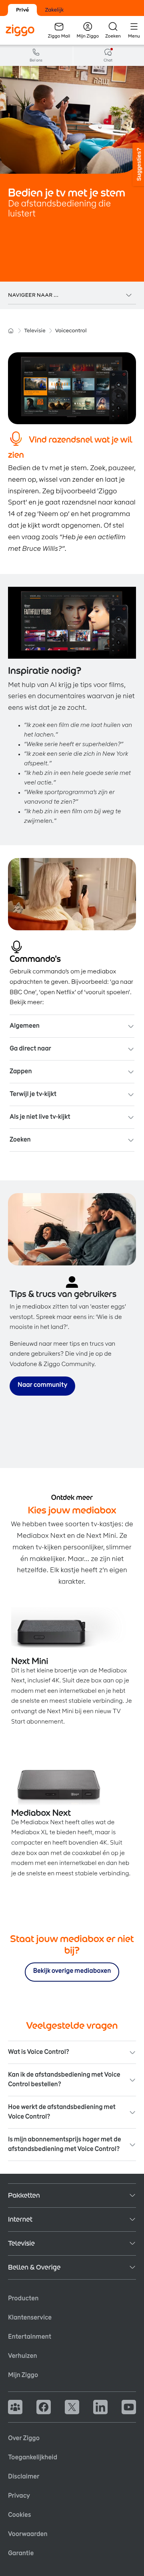 Privé
Zakelijk
ziggo
Ziggo Mail
Mijn Ziggo
Zoeken
Menu
Bel ons
Chat
Suggesties?
Bedien je tv met je stem
De afstandsbediening die
luistert
NAVIGEER NAAR ...
Televisie
Voicecontrol
Vind razendsnel wat je wil
zien
Bedien de tv met je stem. Zoek, pauzeer,
neem op, wissel van zender en laat je
inspireren. Zeg bijvoorbeeld 'Ziggo
Sport' en je gaat razendsnel naar kanaal
14 of zeg 'Neem op' en het programma
dat je kijkt wordt opgenomen. Of stel
een vraag zoals "Heb je een actiefilm
met Bruce Willis?".
FAITHFULLY YOURS
Inspiratie nodig?
Met hulp van AI krijg je tips voor films,
series en documentaires waarvan je niet
eens wist dat je ze zocht.
"Ik zoek een film die me laat huilen van
het lachen."
"Welke serie heeft er superhelden?"
"Ik zoek een serie die zich in New York
afspeelt."
"Ik heb zin in een hele goede serie met
veel actie."
"Welke sportprogramma's zijn er
vanavond zien?"
"Ik heb zin in een film om bij weg te
zwijmelen."
Commando's
Gebruik commando's om je mediabox
opdrachten te geven. Bijvoorbeeld: 'ga naar
BBC One', 'open Netflix' of 'vooruit spoelen'.
Bekijk meer:
Algemeen
Ga direct naar
Zappen
Terwijl je tv-kijkt
Als je niet live tv-kijkt
Zoeken
Tips & trucs van gebruikers
In je mediabox zitten tal van 'easter eggs'
verstopt. Spreek maar eens in: 'Wie is de
mooiste in het land?'.
Benieuwd naar meer tips en trucs van
andere gebruikers? Die vind je op de
Vodafone & Ziggo Community.
Naar community
Ontdek meer
Kies jouw mediabox
We hebben twee soorten tv-kastjes: de
Mediabox Next en de Next Mini. Ze
maken tv-kijken persoonlijker, slimmer
én makkelijker. Maar... ze zijn niet
hetzelfde. Elk kastje heeft z'n eigen
karakter.
Next Mini
Dit is het kleine broertje van de Mediabox
Next, inclusief 4K. Sluit deze box aan op je
modem met een internetkabel en je hebt
de snelste en meest stabiele verbinding. Je
ontvangt de Next Mini bij een nieuw TV
Start abonnement.
Mediabox Next
De Mediabox Next heeft alles wat de
Mediabox XL te bieden heeft, maar is
compacter en heeft bovendien 4K. Sluit
deze box aan met de coaxkabel én op je
modem met een internetkabel en dan heb
je de snelste en meest stabiele verbinding.
Staat jouw mediabox er niet
bij?
Bekijk overige mediaboxen
Veelgestelde vragen
Wat is Voice Control?
Kan ik de afstandsbediening met Voice
Control bestellen?
Hoe werkt de afstandsbediening met
Voice Control?
Is mijn abonnementsprijs hoger met de
afstandsbediening met Voice Control?
Pakketten
Internet
Televisie
Bellen & Overige
Producten
Klantenservice
Entertainment
Verhuizen
Mijn Ziggo
Over Ziggo
Toegankelijkheid
Disclaimer
Privacy
Cookies
Voorwaarden
Garantie